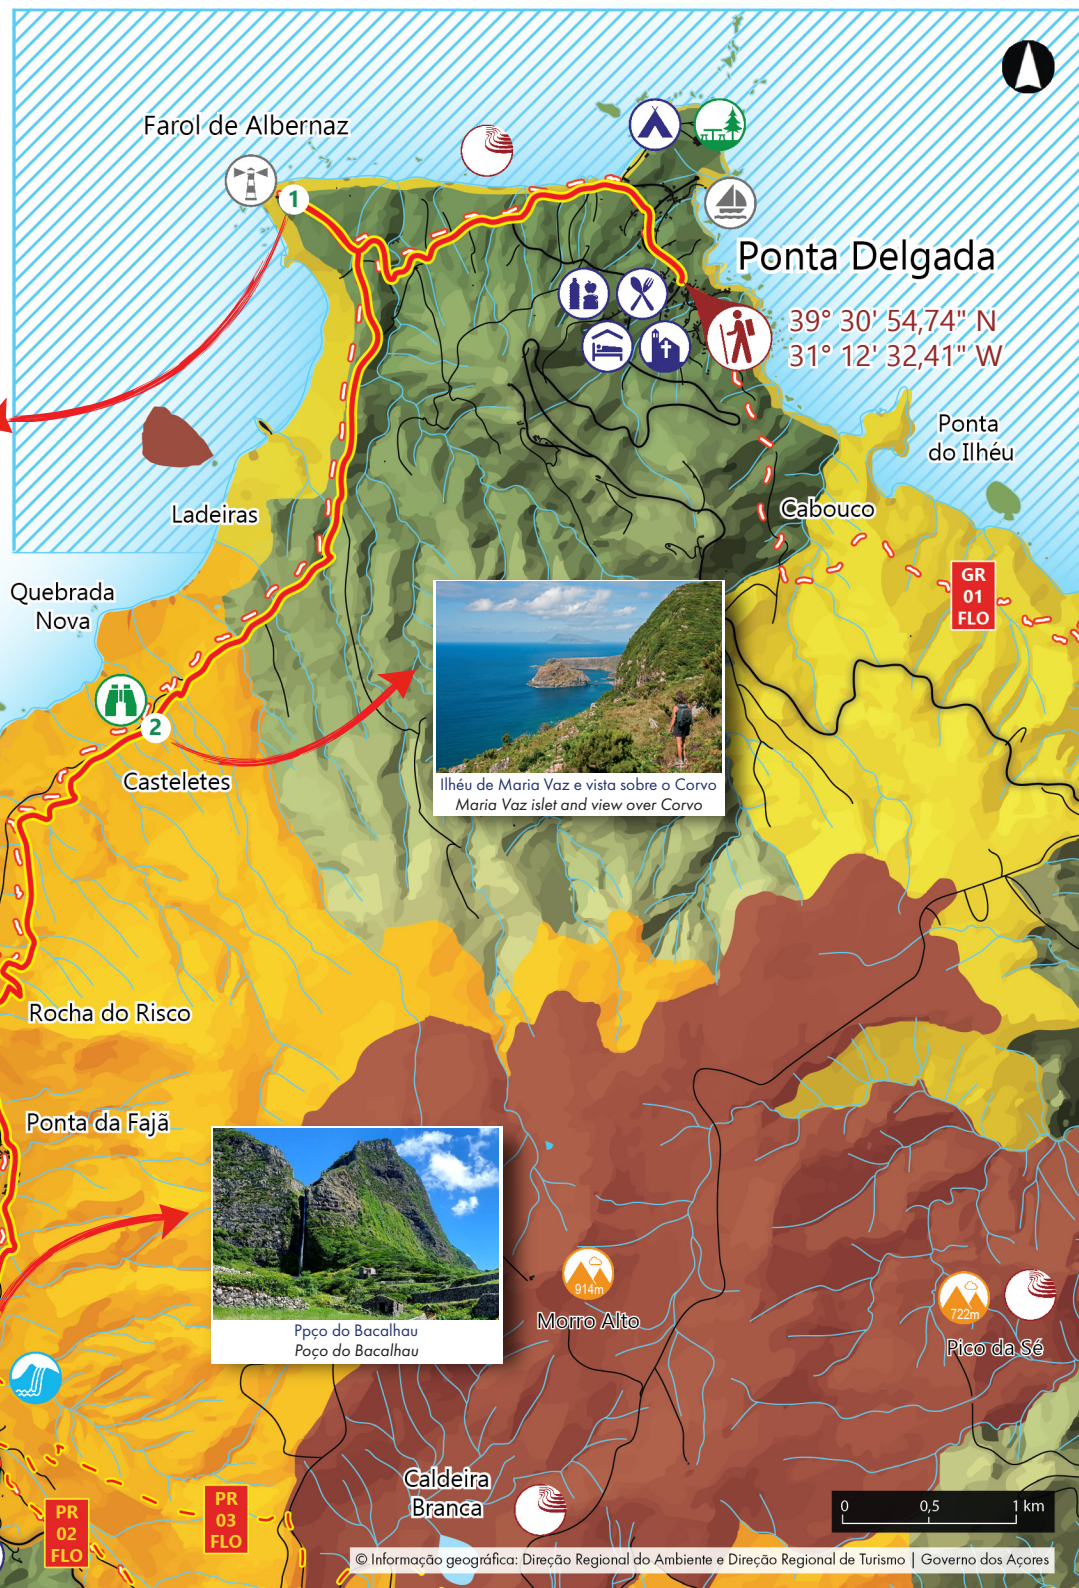 Farol de Albernaz
1
Ponta Delgada
39° 30' 54,74" N
31° 12' 32,41" W
Ponta
do Ilhéu
Ladeiras
Cabouco
Quebrada
Nova
GR
01
FLO
2
Casteletes
Ilhéu de Maria Vaz e vista sobre o Corvo
Maria Vaz islet and view over Corvo
Rocha do Risco
Ponta da Fajã
Ppço do Bacalhau
Poço do Bacalhau
914m
Morro Alto
722m
Pico da Sé
Caldeira
Branca
PR
02
FLO
PR
03
FLO
0 0,5 1 km
© Informação geográfica: Direção Regional do Ambiente e Direção Regional de Turismo | Governo dos Açores